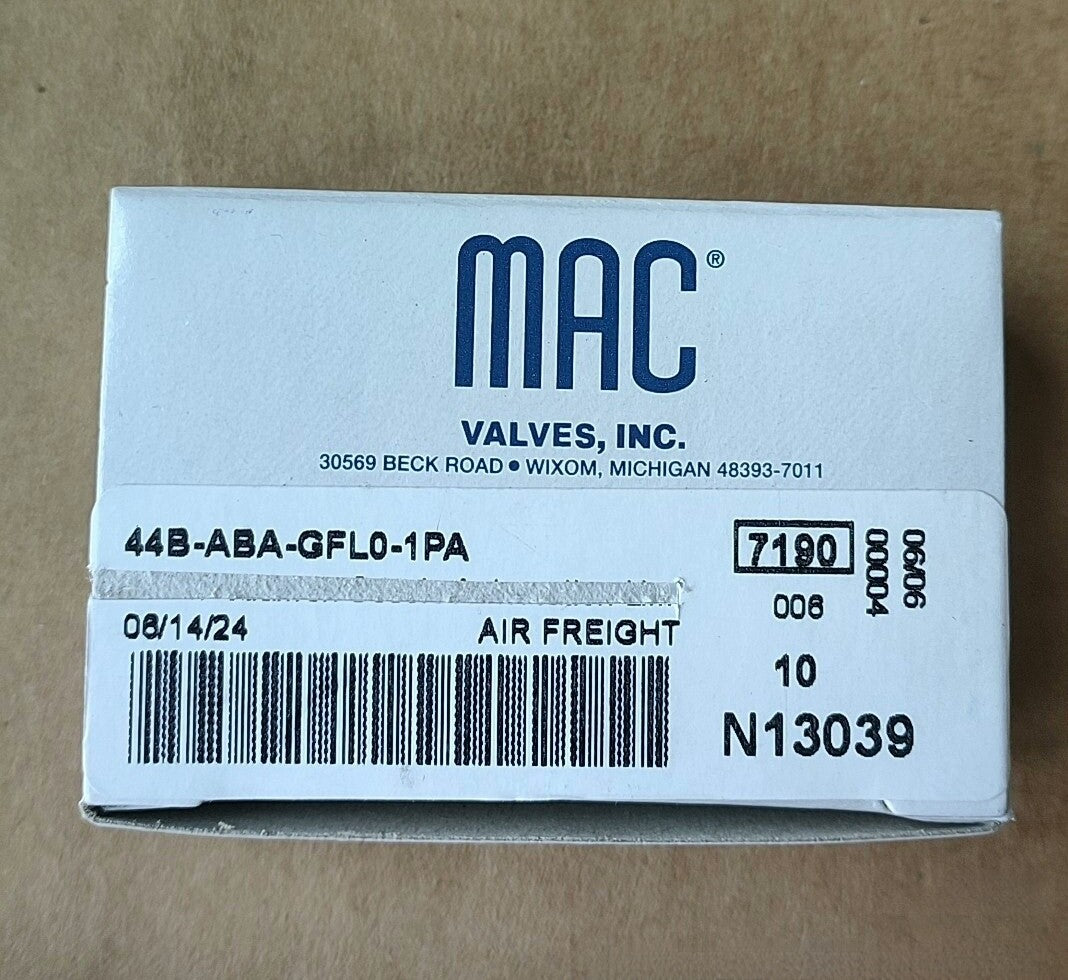 MAC®
VALVES, INC.
30569 BECK ROAD • WIXOM, MICHIGAN 48393-7011
44B-ABA-GFL0-1PA
7190
06/06
00004
006
06/14/24
AIR FREIGHT
10
N13039